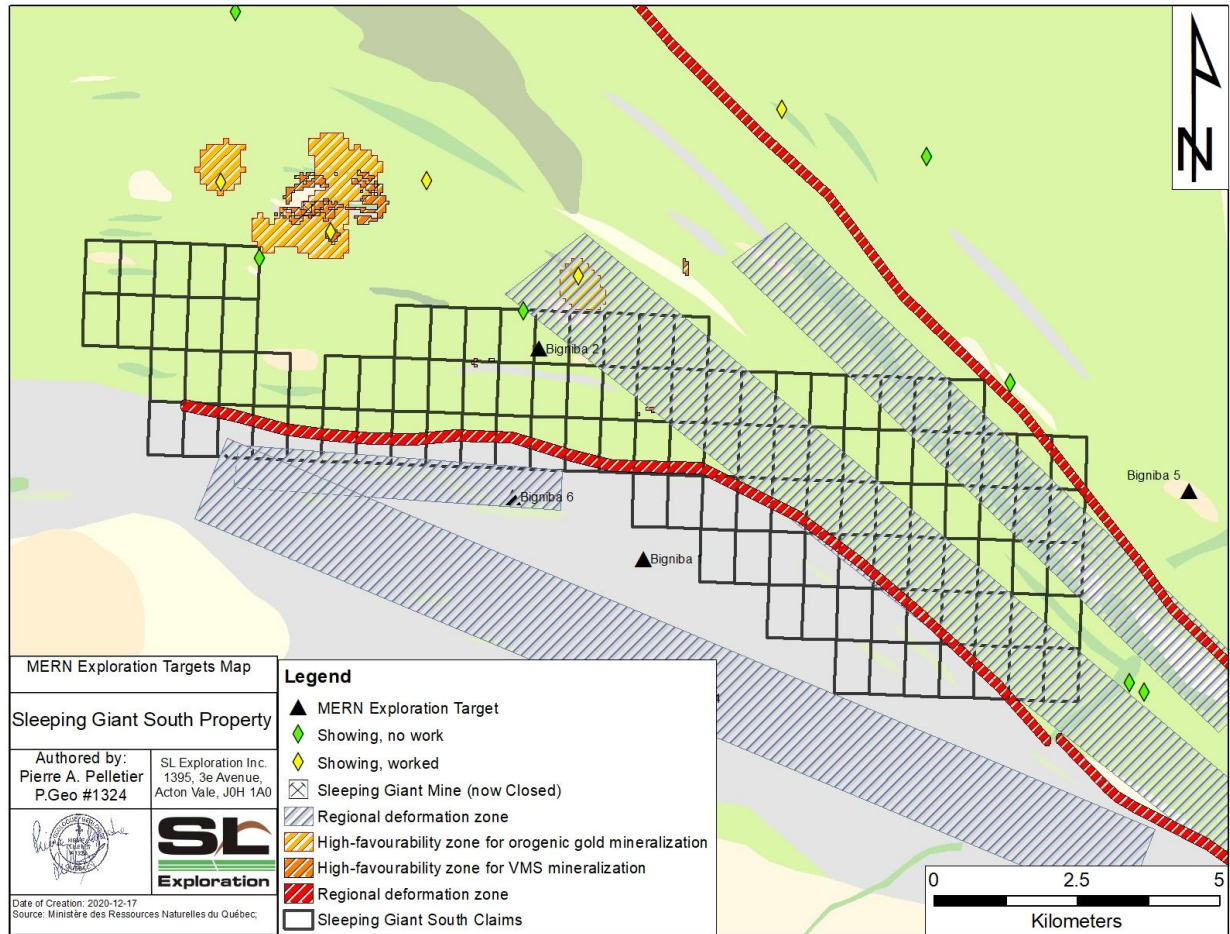 N
Bigniba 2
Bigniba 5
Bigniba 6
Bigniba
MERN Exploration Targets Map
Sleeping Giant South Property
Authored by:
Pierre A. Pelletier
P.Geo #1324
SL Exploration Inc.
1395, 3e Avenue,
Acton Vale, J0H 1A0
SL
Exploration
Date of Creation: 2020-12-17
Source: Ministère des Ressources Naturelles du Québec;
Legend
MERN Exploration Target
Showing, no work
Showing, worked
Sleeping Giant Mine (now Closed)
Regional deformation zone
High-favourability zone for orogenic gold mineralization
High-favourability zone for VMS mineralization
Regional deformation zone
Sleeping Giant South Claims
0 2.5 5
Kilometers